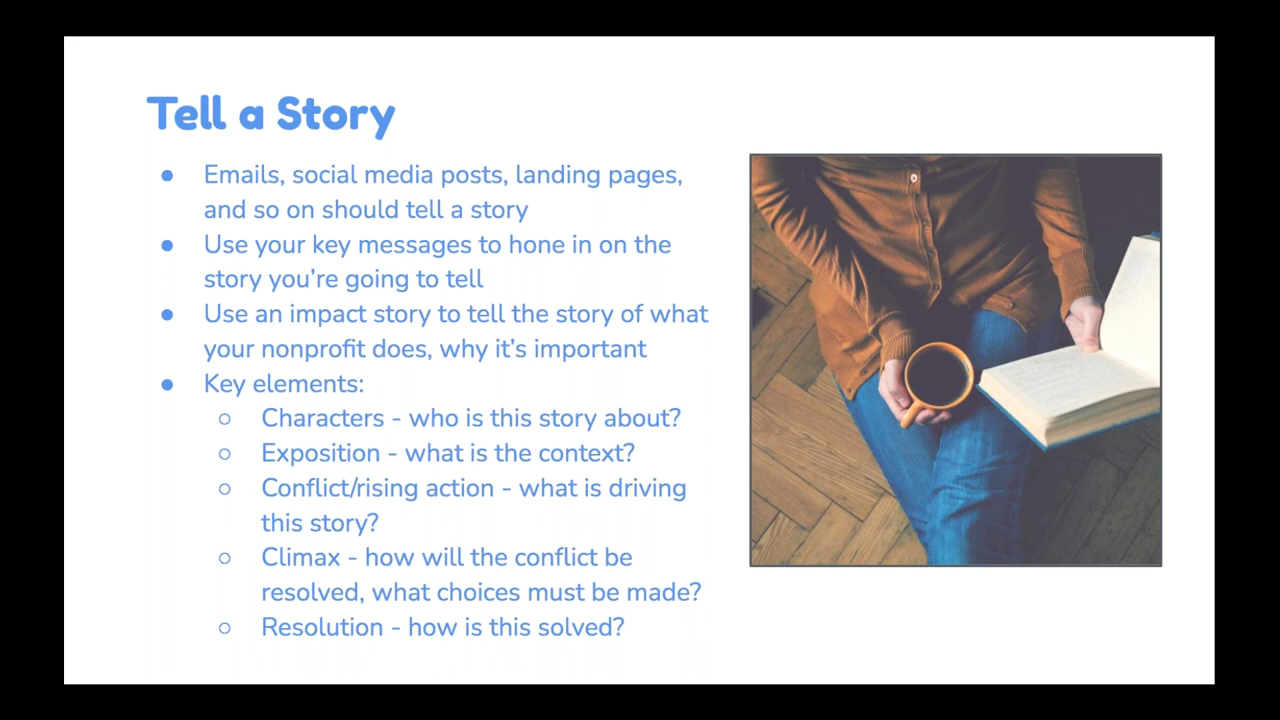 Tell a Story
● Emails, social media posts, landing pages,
and so on should tell a story
● Use your key messages to hone in on the
story you’re going to tell
● Use an impact story to tell the story of what
your nonprofit does, why it’s important
● Key elements:
○ Characters - who is this story about?
○ Exposition - what is the context?
○ Conflict/rising action - what is driving
this story?
○ Climax - how will the conflict be
resolved, what choices must be made?
○ Resolution - how is this solved?